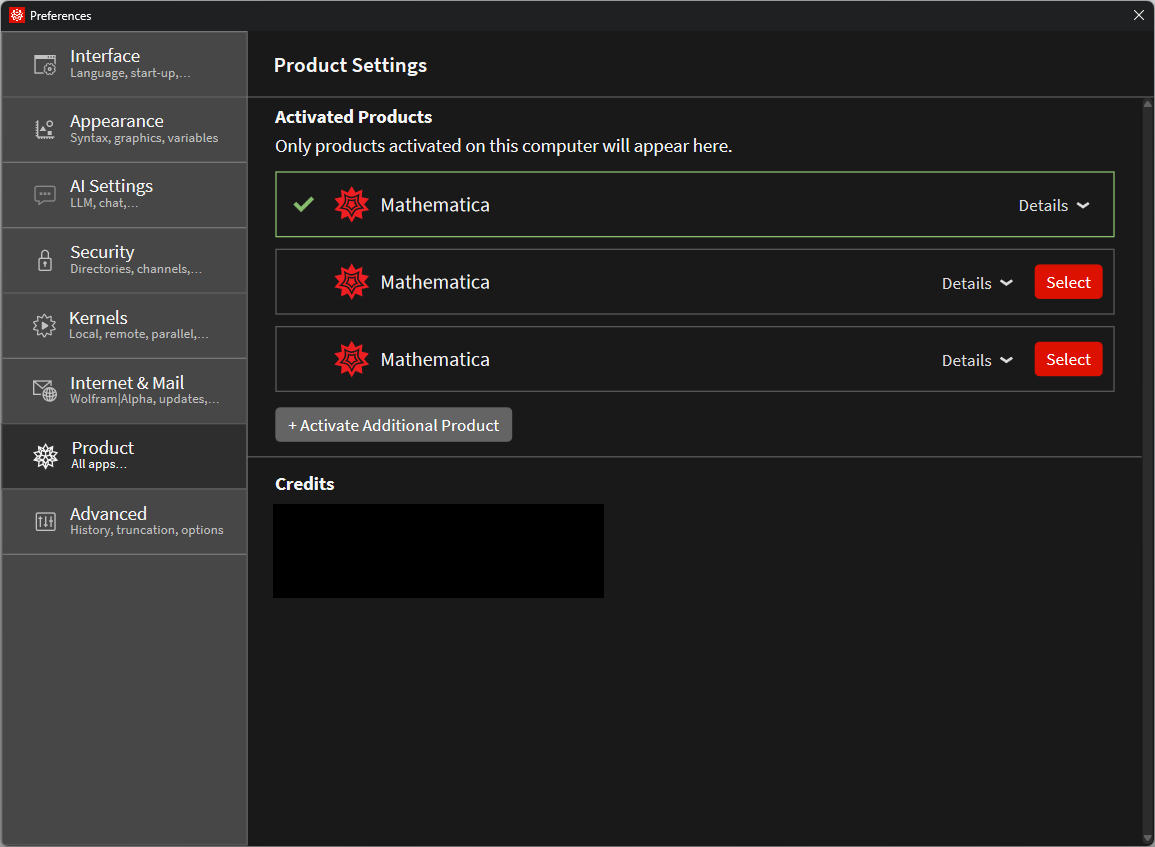 Preferences
Interface
Language, start-up,...
Appearance
Syntax, graphics, variables
AI Settings
LLM, chat,...
Security
Directories, channels,...
Kernels
Local, remote, parallel,...
Internet & Mail
Wolfram|Alpha, updates,...
Product
All apps...
Advanced
History, truncation, options
Product Settings
Activated Products
Only products activated on this computer will appear here.
Mathematica Details
Mathematica Details Select
Mathematica Details Select
+ Activate Additional Product
Credits